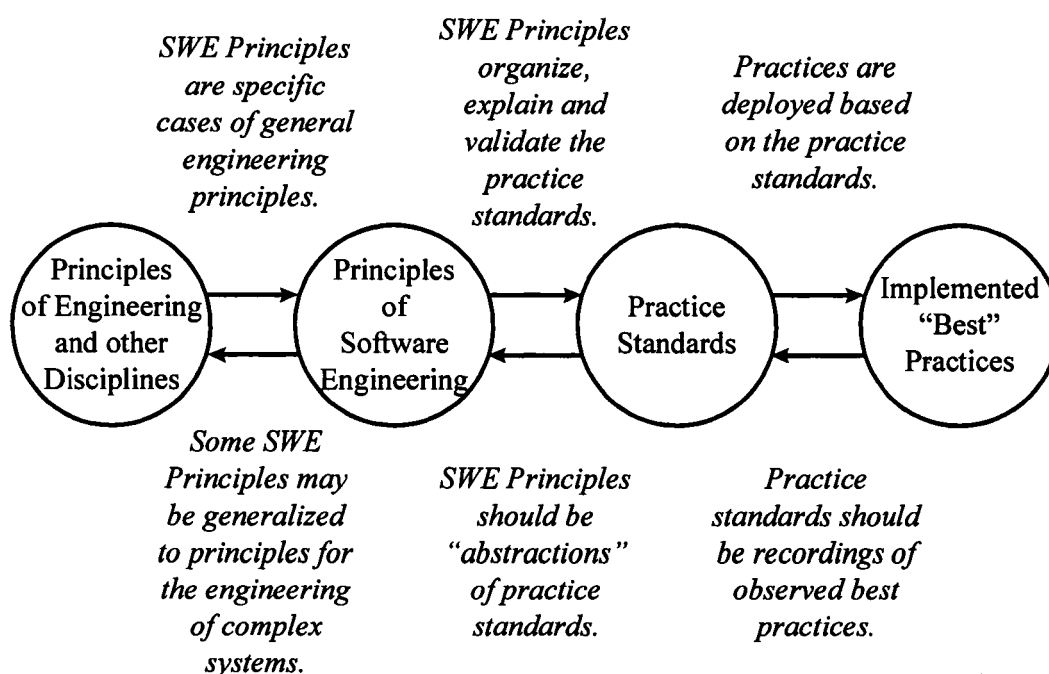 SWE Principles
are specific
cases of general
engineering
principles.
SWE Principles
organize,
explain and
validate the
practice
standards.
Practices are
deployed based
on the practice
standards.
Principles
of Engineering
and other
Disciplines
Principles
of
Software
Engineering
Practice
Standards
Implemented
“Best”
Practices
Some SWE
Principles may
be generalized
to principles for
the engineering
of complex
systems.
SWE Principles
should be
“abstractions”
of practice
standards.
Practice
standards should
be recordings of
observed best
practices.